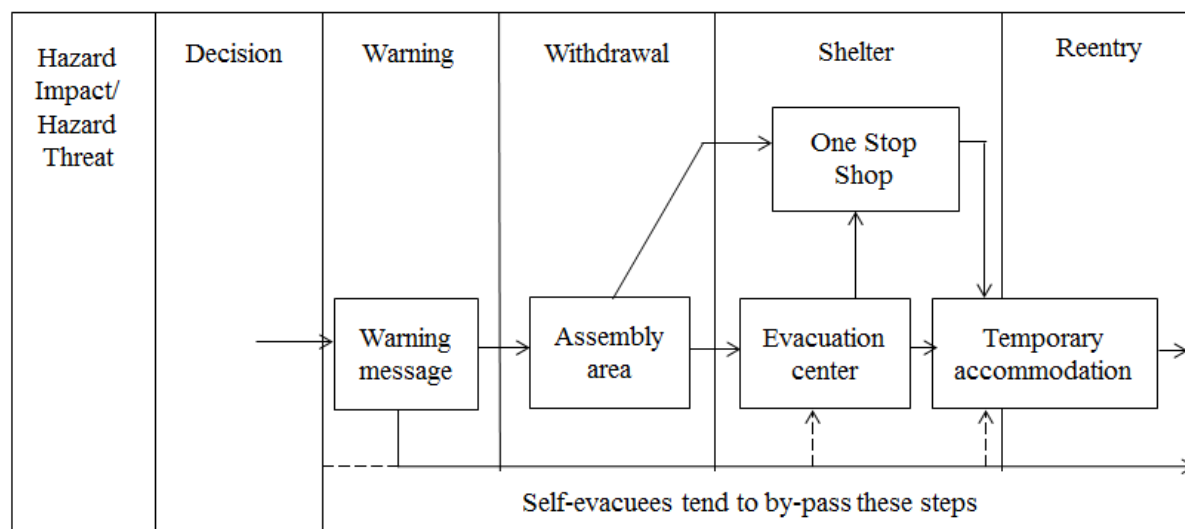 Hazard
Impact/
Hazard
Threat
Decision
Warning
Withdrawal
Shelter
Reentry
One Stop
Shop
Warning
message
Assembly
area
Evacuation
center
Temporary
accommodation
Self-evacuees tend to by-pass these steps